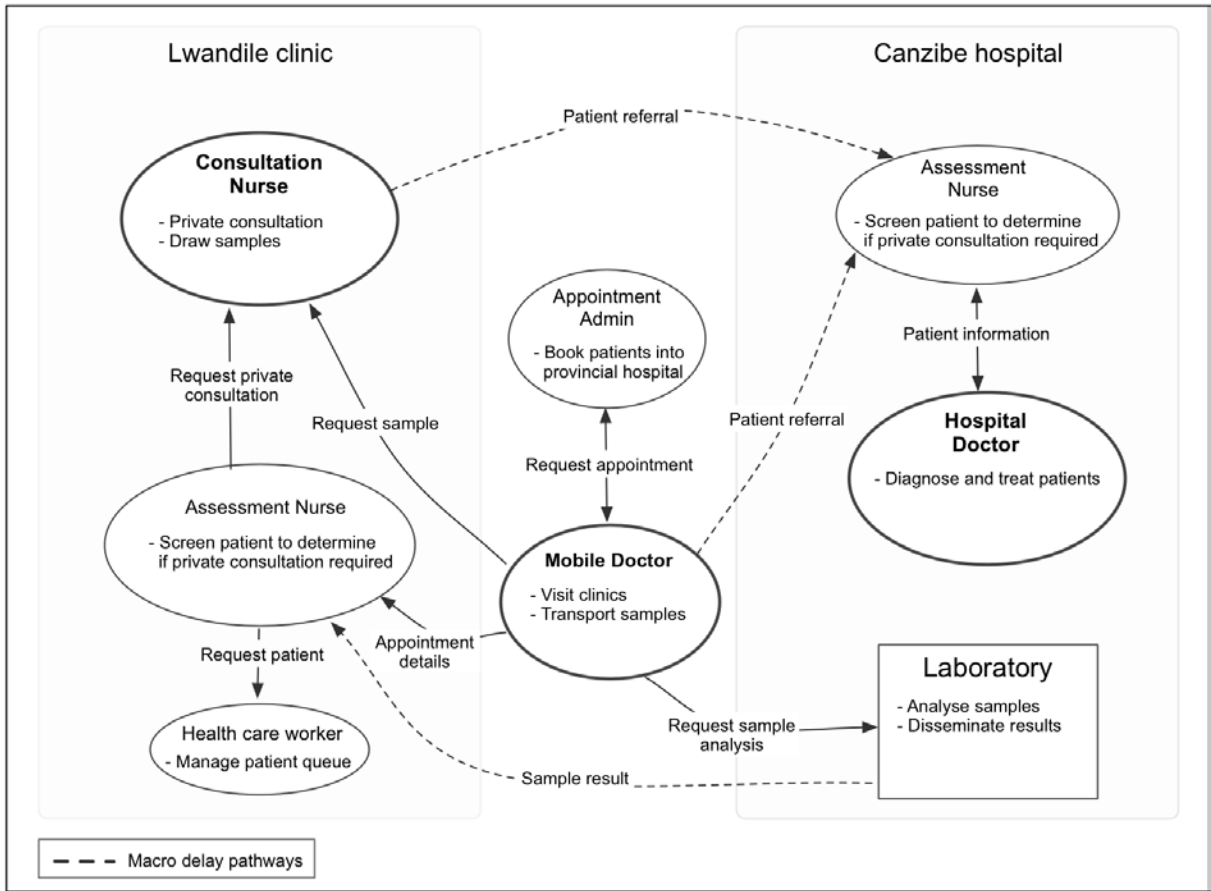 Lwandile clinic
Canzibe hospital
Patient referral
Consultation
Nurse
- Private consultation
- Draw samples
Assessment
Nurse
- Screen patient to determine
if private consultation required
Appointment
Admin
- Book patients into
provincial hospital
Patient information
Request private
consultation
Request sample
Patient referral
Hospital
Doctor
- Diagnose and treat patients
Request appointment
Assessment Nurse
- Screen patient to determine
if private consultation required
Mobile Doctor
- Visit clinics
- Transport samples
Appointment
details
Request patient
Laboratory
- Analyse samples
- Disseminate results
Request sample
analysis
Health care worker
- Manage patient queue
Sample result
Macro delay pathways